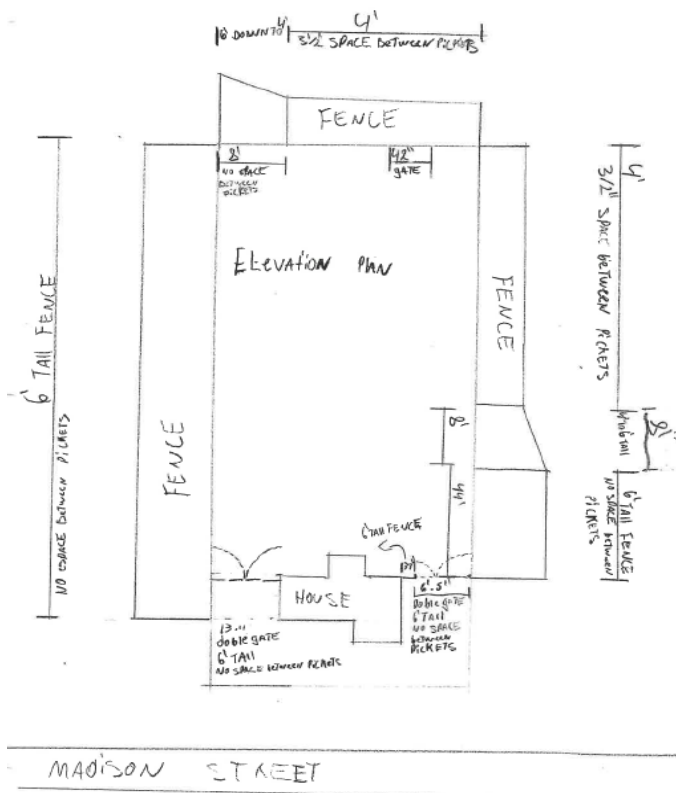 4'
6' DOWN TO 4'
3 1/2' SPACE BETWEEN PICKETS
FENCE
8'
NO SPACE
BETWEEN
PICKETS
42"
GATE
ELEVATION PLAN
6' TALL FENCE
NO ESPACE BETWEEN PICKETS
FENCE
FENCE
4'
3 1/2" SPACE BETWEEN PICKETS
8'
44'
4' TO 6' TALL
8'
6' TALL FENCE
NO SPACE BETWEEN
PICKETS
6' TALL FENCE
HOUSE
6'.5"
DOBLE GATE
6' TALL
NO SPACE
BETWEEN
PICKETS
DOBLE GATE
6' TALL
NO SPACE BETWEEN PICKETS
MADISON STREET